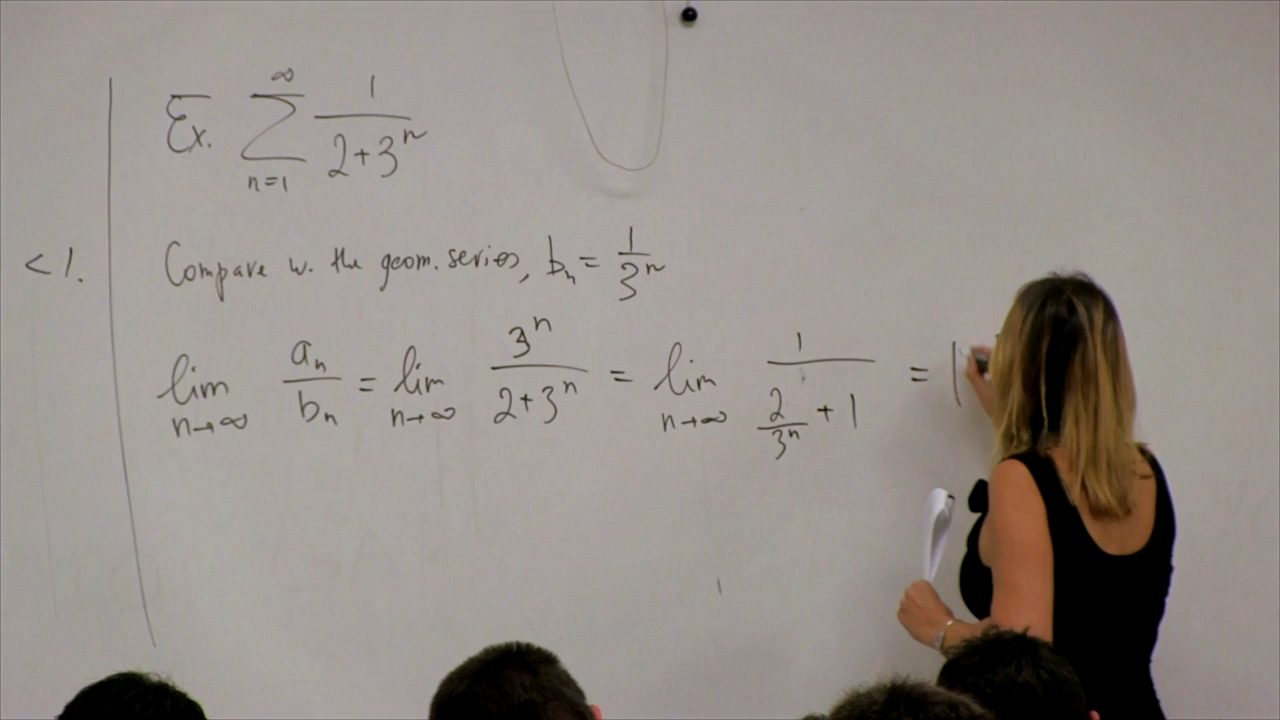 Ex. ∑_{n=1}^{∞} 1/(2+3^n)
< 1.
Compare w. the geom. series, b_n = 1/3^n
lim_{n→∞} a_n/b_n = lim_{n→∞} 3^n/(2+3^n) = lim_{n→∞} 1/(2/3^n + 1) = 1